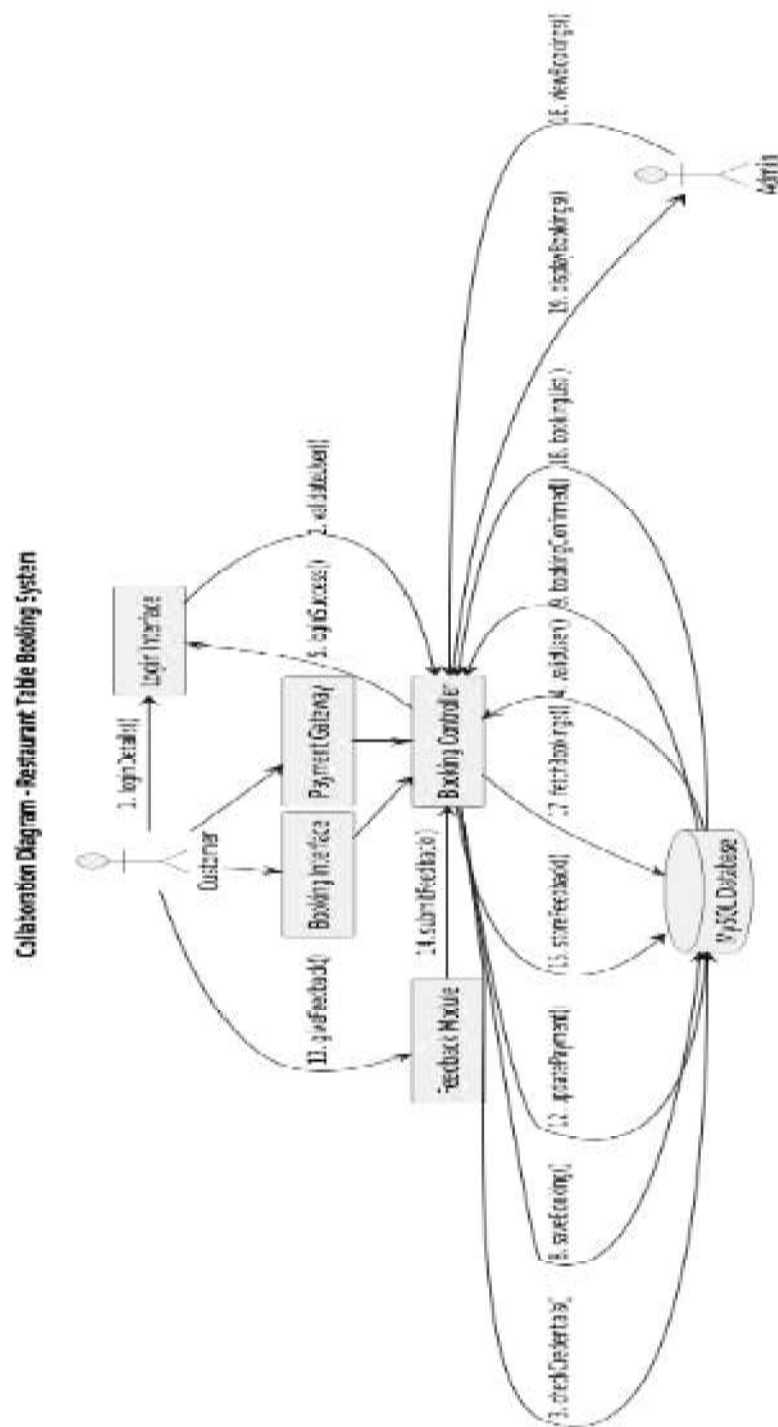 Collaboration Diagram - Restaurant Table Booking System
1. loginDetails()
Customer
Login Interface
13. giveFeedback()
Booking Interface
Payment Gateway
5. loginSuccess()
2. validateUser()
Feedback Module
14. submitFeedback()
Booking Controller
3. checkCredentials()
8. saveBooking()
12. updatePayment()
15. storeFeedback()
17. fetchBookings()
4. validUser()
9. bookingConfirmed()
18. bookingList()
19. displayBookings()
16. viewBookings()
MySQL Database
Admin